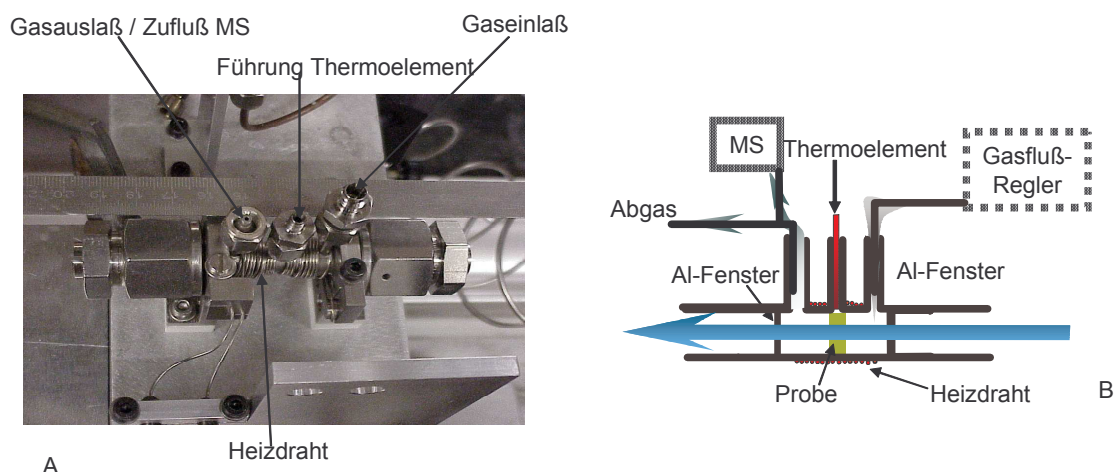 Gasauslaß / Zufluß MS
Gaseinlaß
Führung Thermoelement
Heizdraht
A
MS
Thermoelement
Gasfluß-
Regler
Abgas
Al-Fenster
Al-Fenster
Probe
Heizdraht
B